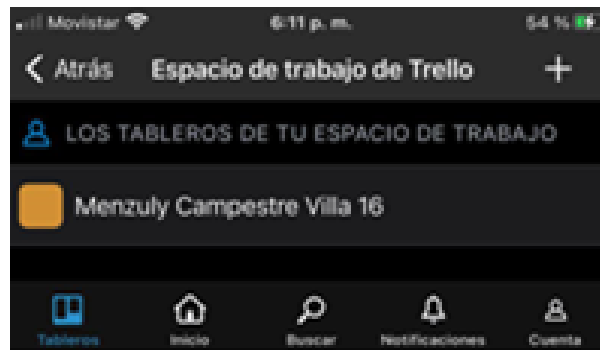 Movistar 6:11 p. m. 54 %
Atrás Espacio de trabajo de Trello +
LOS TABLEROS DE TU ESPACIO DE TRABAJO
Menzuly Campestre Villa 16
Tableros Inicio Buscar Notificaciones Cuenta